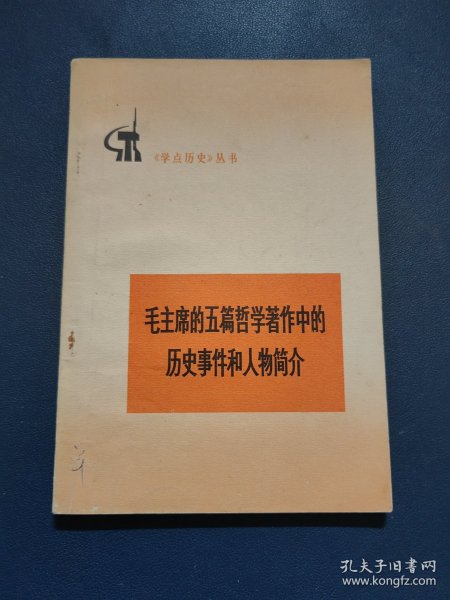 《学点历史》丛书
毛主席的五篇哲学著作中的
历史事件和人物简介
孔夫子旧书网
www.kongfz.com